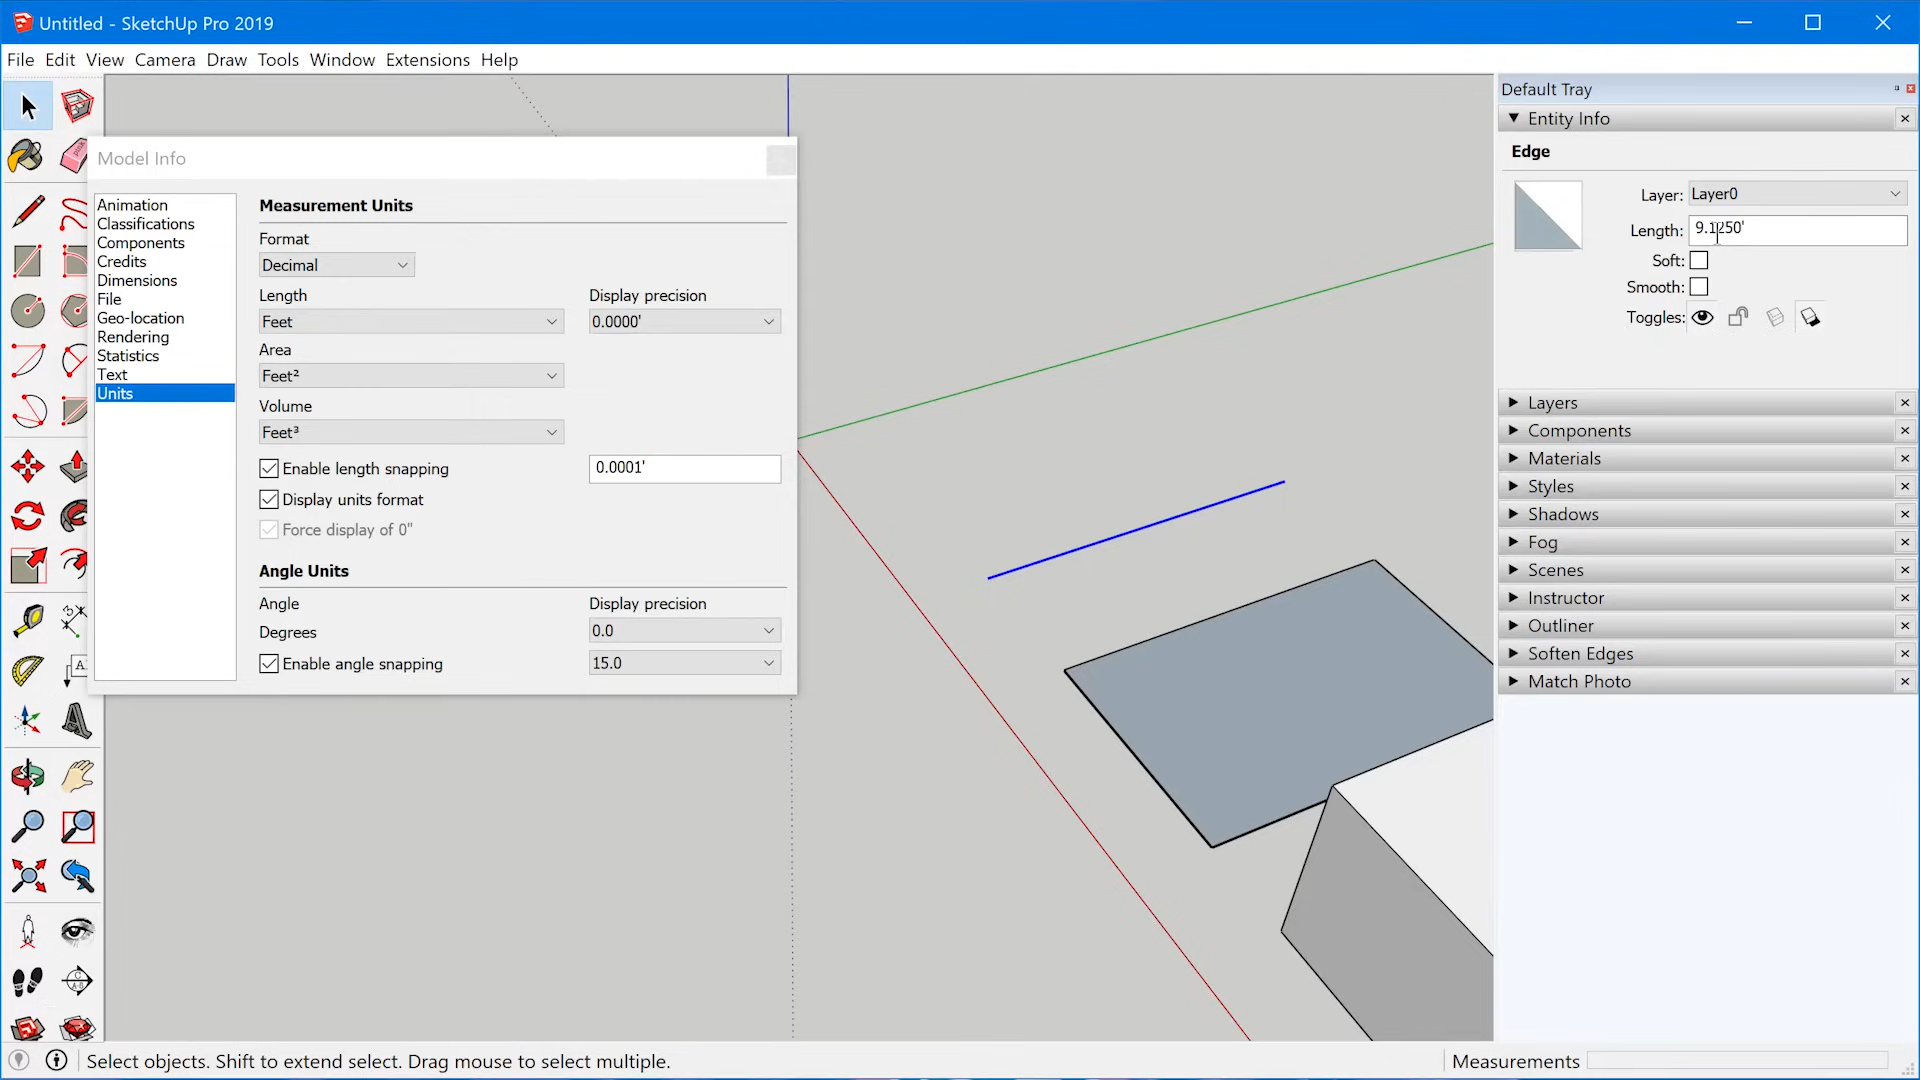 Untitled - SketchUp Pro 2019
File Edit View Camera Draw Tools Window Extensions Help
Model Info
Animation
Classifications
Components
Credits
Dimensions
File
Geo-location
Rendering
Statistics
Text
Units
Measurement Units
Format
Decimal
Length Display precision
Feet 0.0000'
Area
Feet²
Volume
Feet³
Enable length snapping 0.0001'
Display units format
Force display of 0"
Angle Units
Angle Display precision
Degrees 0.0
Enable angle snapping 15.0
Default Tray
Entity Info
Edge
Layer: Layer0
Length: 9.1250'
Soft:
Smooth:
Toggles:
Layers
Components
Materials
Styles
Shadows
Fog
Scenes
Instructor
Outliner
Soften Edges
Match Photo
Select objects. Shift to extend select. Drag mouse to select multiple.
Measurements